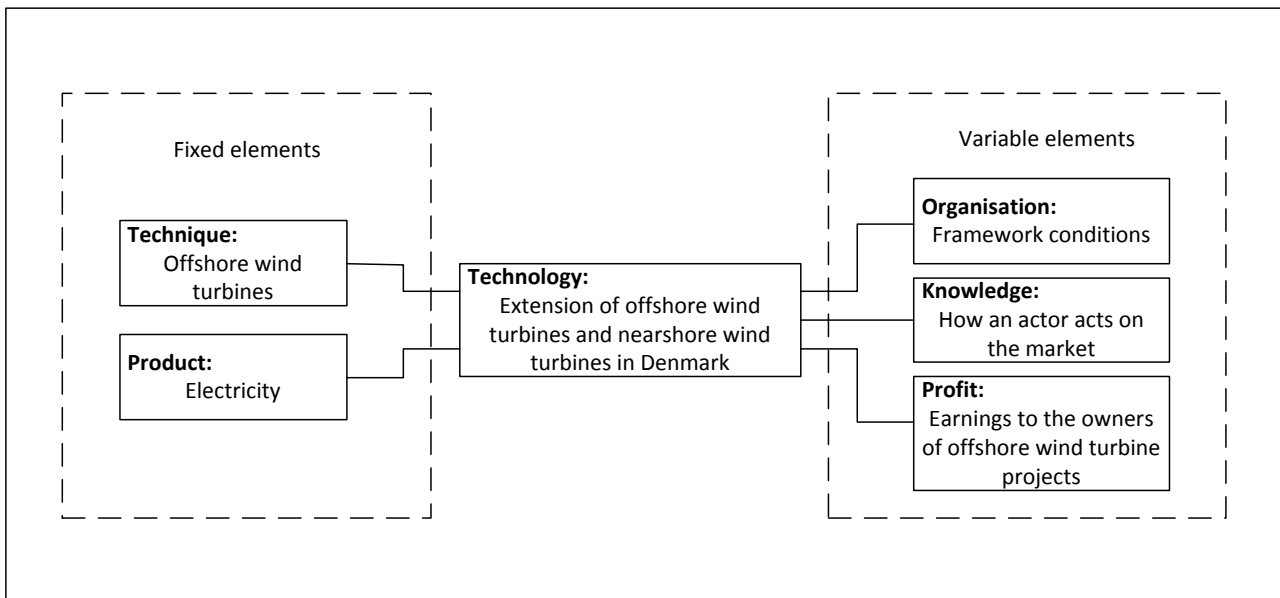 Fixed elements
Technique:
Offshore wind
turbines
Product:
Electricity
Technology:
Extension of offshore wind
turbines and nearshore wind
turbines in Denmark
Variable elements
Organisation:
Framework conditions
Knowledge:
How an actor acts on
the market
Profit:
Earnings to the owners
of offshore wind turbine
projects